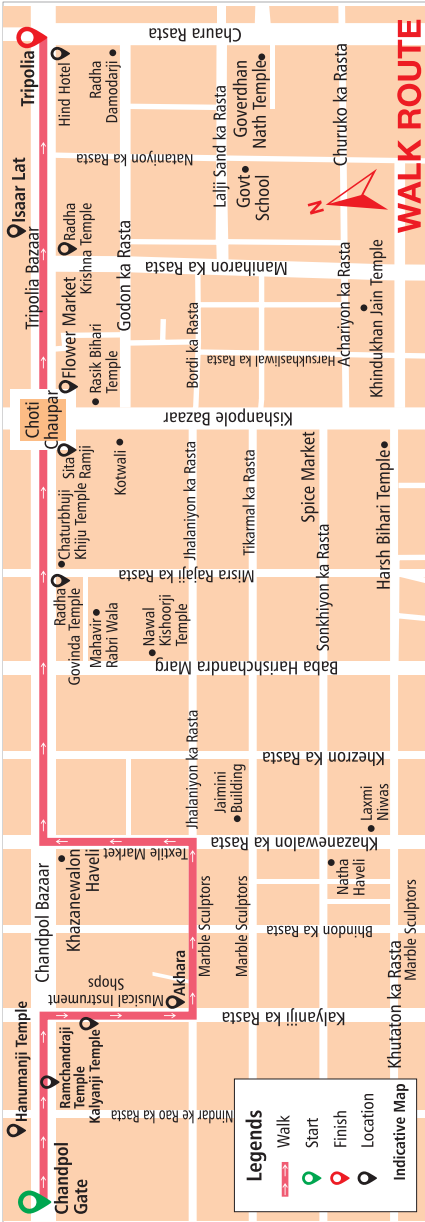 WALK ROUTE
N
Chaura Rasta
Tripolia
Hind Hotel
Radha
Damodarji
Goverdhan
Nath Temple
Churuko ka Rasta
Lalji Sand ka Rasta
Nataniyon ka Rasta
Govt
School
Isaar Lat
Tripolia Bazaar
Radha
Krishna Temple
Godon ka Rasta
Maniharon Ka Rasta
Achariyon ka Rasta
Khindukhan Jain Temple
Flower Market
Rasik Bihari
Temple
Bordi ka Rasta
Harsukhasliwal ka Rasta
Choti
Chaupar
Kishanpole Bazaar
Sita
Ramji
Chaturbhuji
Khiju Temple
Kotwali
Jhalaniyon ka Rasta
Tikarmal ka Rasta
Spice Market
Sonkhiyon ka Rasta
Harsh Bihari Temple
Misra Rajaji ka Rasta
Radha
Govinda Temple
Mahavir
Rabri Wala
Nawal
Kishoorji
Temple
Baba Harishchandra Marg
Khezron ka Rasta
Jhalaniyon ka Rasta
Jaimini
Building
Laxmi
Niwas
Khazanewalon ka Rasta
Textile Market
Chandpol Bazaar
Khazanewalon
Haveli
Natha
Haveli
Marble Sculptors
Marble Sculptors
Marble Sculptors
Bhindon Ka Rasta
Khutaton ka Rasta
Musical Instrument
Shops
Akhara
Kalyaniji ka Rasta
Hanumanji Temple
Ramchandraji
Temple
Kalyanji Temple
Nindar ke Rao ka Rasta
Chandpol
Gate
Legends
Walk
Start
Finish
Location
Indicative Map